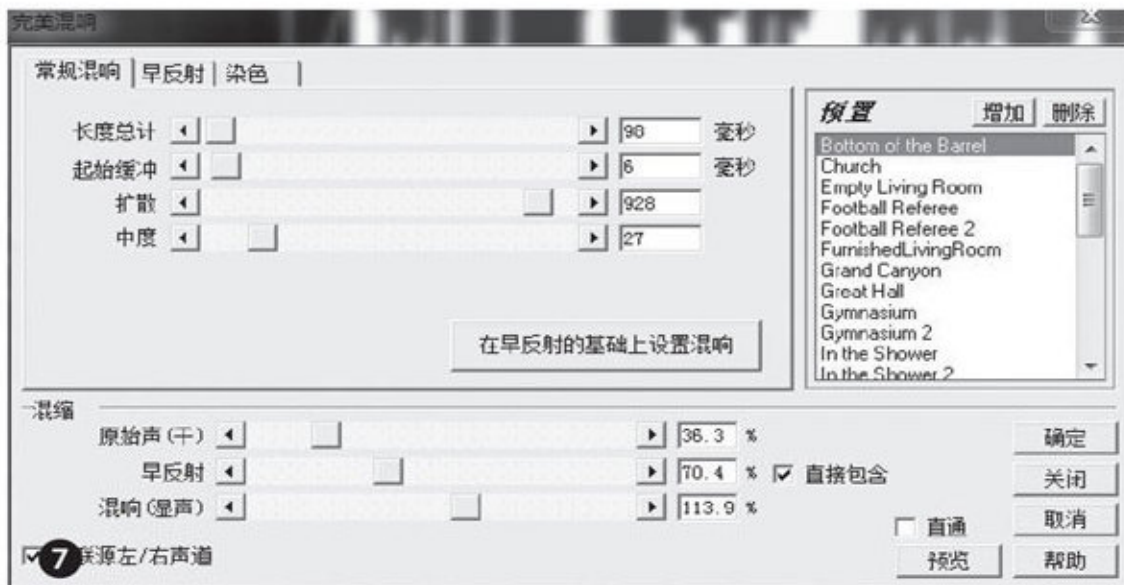 完美混响
常规混响 早反射 染色
长度总计 98 毫秒
起始缓冲 6 毫秒
扩散 928
中度 27
在早反射的基础上设置混响
预置 增加 删除
Bottom of the Barrel
Church
Empty Living Room
Football Referee
Football Referee 2
FurnishedLivingRoom
Grand Canyon
Great Hall
Gymnasium
Gymnasium 2
In the Shower
In the Shower 2
混缩
原始声(干) 36.3 %
早反射 70.4 % 直接包含
混响(显声) 113.9 %
确定
关闭
取消
帮助
直通
预览
7 联源左/右声道